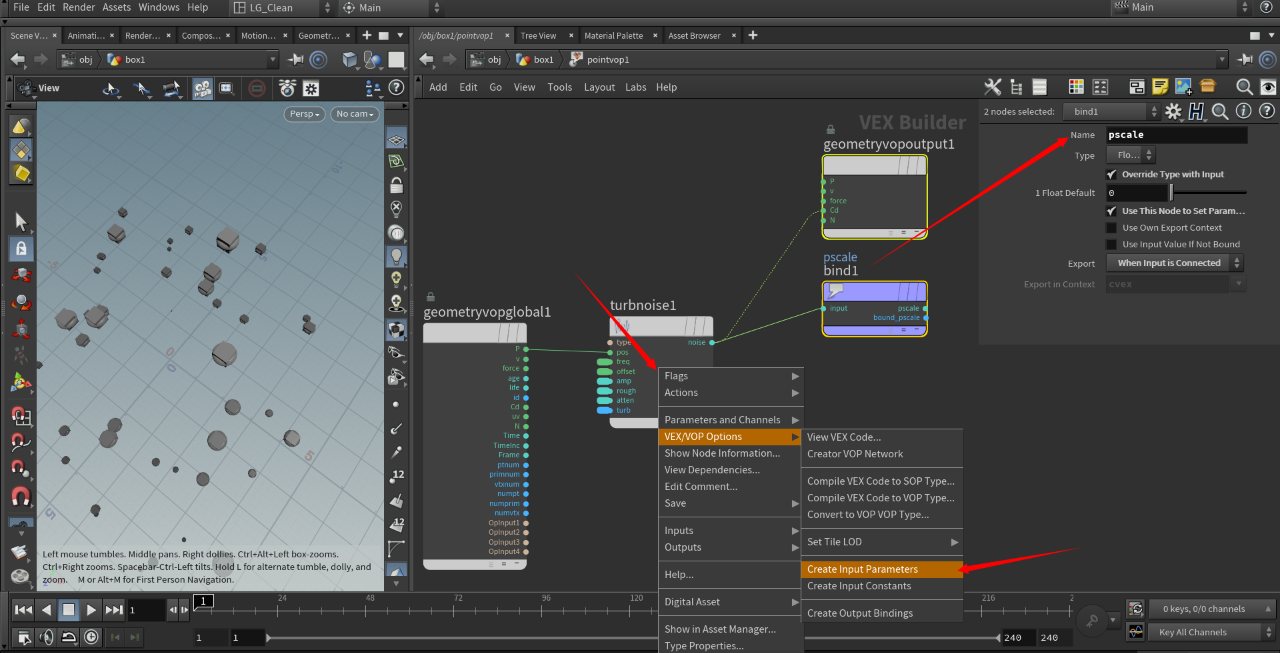 File Edit Render Assets Windows Help LG_Clean Main Main
Scene V... Animati... Render... Compos... Motion... Geometr...
/obj/box1/pointvop1 Tree View Material Palette Asset Browser
obj box1
obj box1 pointvop1
View
Add Edit Go View Tools Layout Labs Help
Persp No cam
VEX Builder
2 nodes selected: bind1
Name pscale
Type Flo...
Override Type with Input
1 Float Default 0
Use This Node to Set Param...
Use Own Export Context
Use Input Value If Not Bound
Export When Input is Connected
Export in Context cvex
geometryvopoutput1
P
v
force
Cd
N
pscale
bind1
input pscale
bound_pscale
geometryvopglobal1
P
v
force
age
life
id
Cd
uv
N
Time
TimeInc
Frame
ptnum
primnum
vtxnum
numpt
numprim
numvtx
OpInput1
OpInput2
OpInput3
OpInput4
turbnoise1
type noise
pos
freq
offset
amp
rough
atten
turb
Flags
Actions
Parameters and Channels
VEX/VOP Options
Show Node Information...
View Dependencies...
Edit Comment...
Save
Inputs
Outputs
Help...
Digital Asset
Show in Asset Manager...
Type Properties...
View VEX Code...
Creator VOP Network
Compile VEX Code to SOP Type...
Compile VEX Code to VOP Type...
Convert to VOP VOP Type...
Set Tile LOD
Create Input Parameters
Create Input Constants
Create Output Bindings
12
12
5
5
Left mouse tumbles. Middle pans. Right dollies. Ctrl+Alt+Left box-zooms.
Ctrl+Right zooms. Spacebar-Ctrl-Left tilts. Hold L for alternate tumble, dolly, and
zoom. M or Alt+M for First Person Navigation.
1 1 24 48 72 96 120 216
1 1 240 240
0 keys, 0/0 channels
Key All Channels